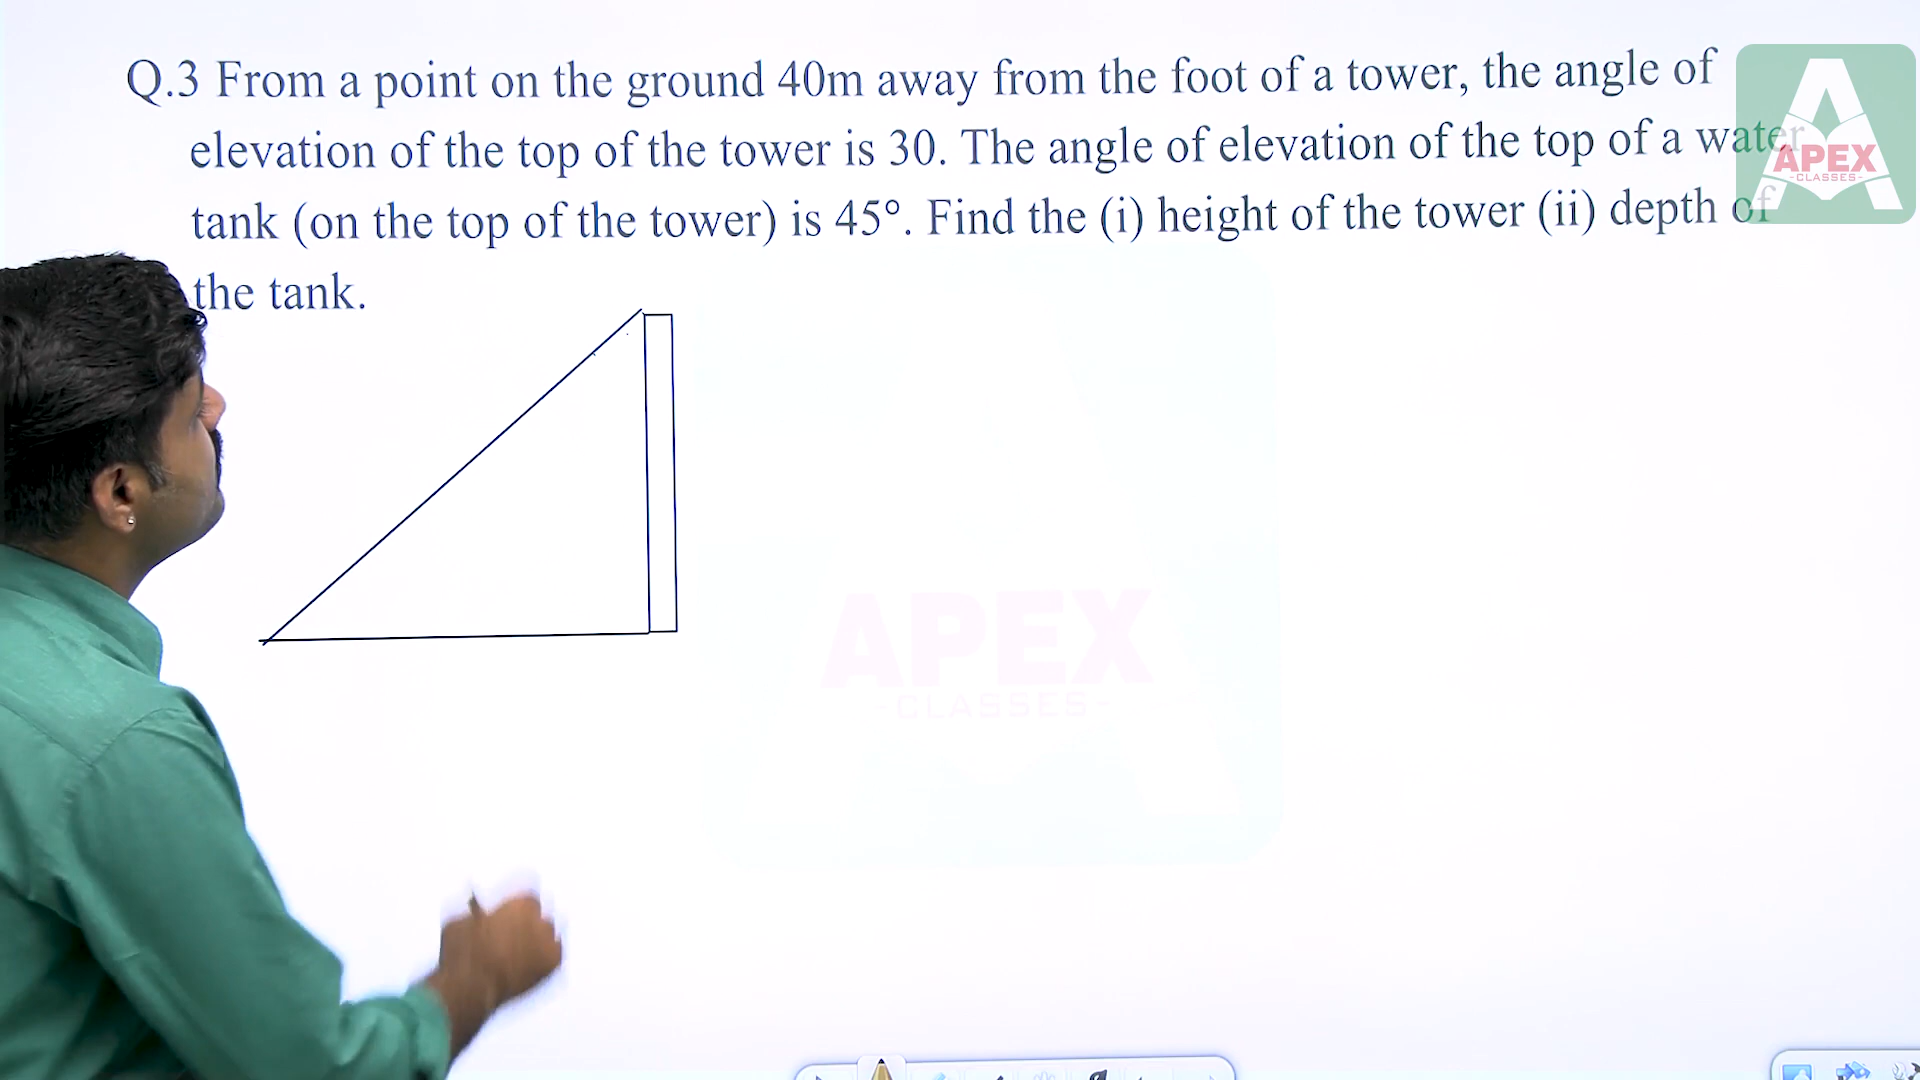 Q.3 From a point on the ground 40m away from the foot of a tower, the angle of
elevation of the top of the tower is 30. The angle of elevation of the top of a water
tank (on the top of the tower) is 45°. Find the (i) height of the tower (ii) depth of
the tank.
APEX
-CLASSES-
APEX
-CLASSES-